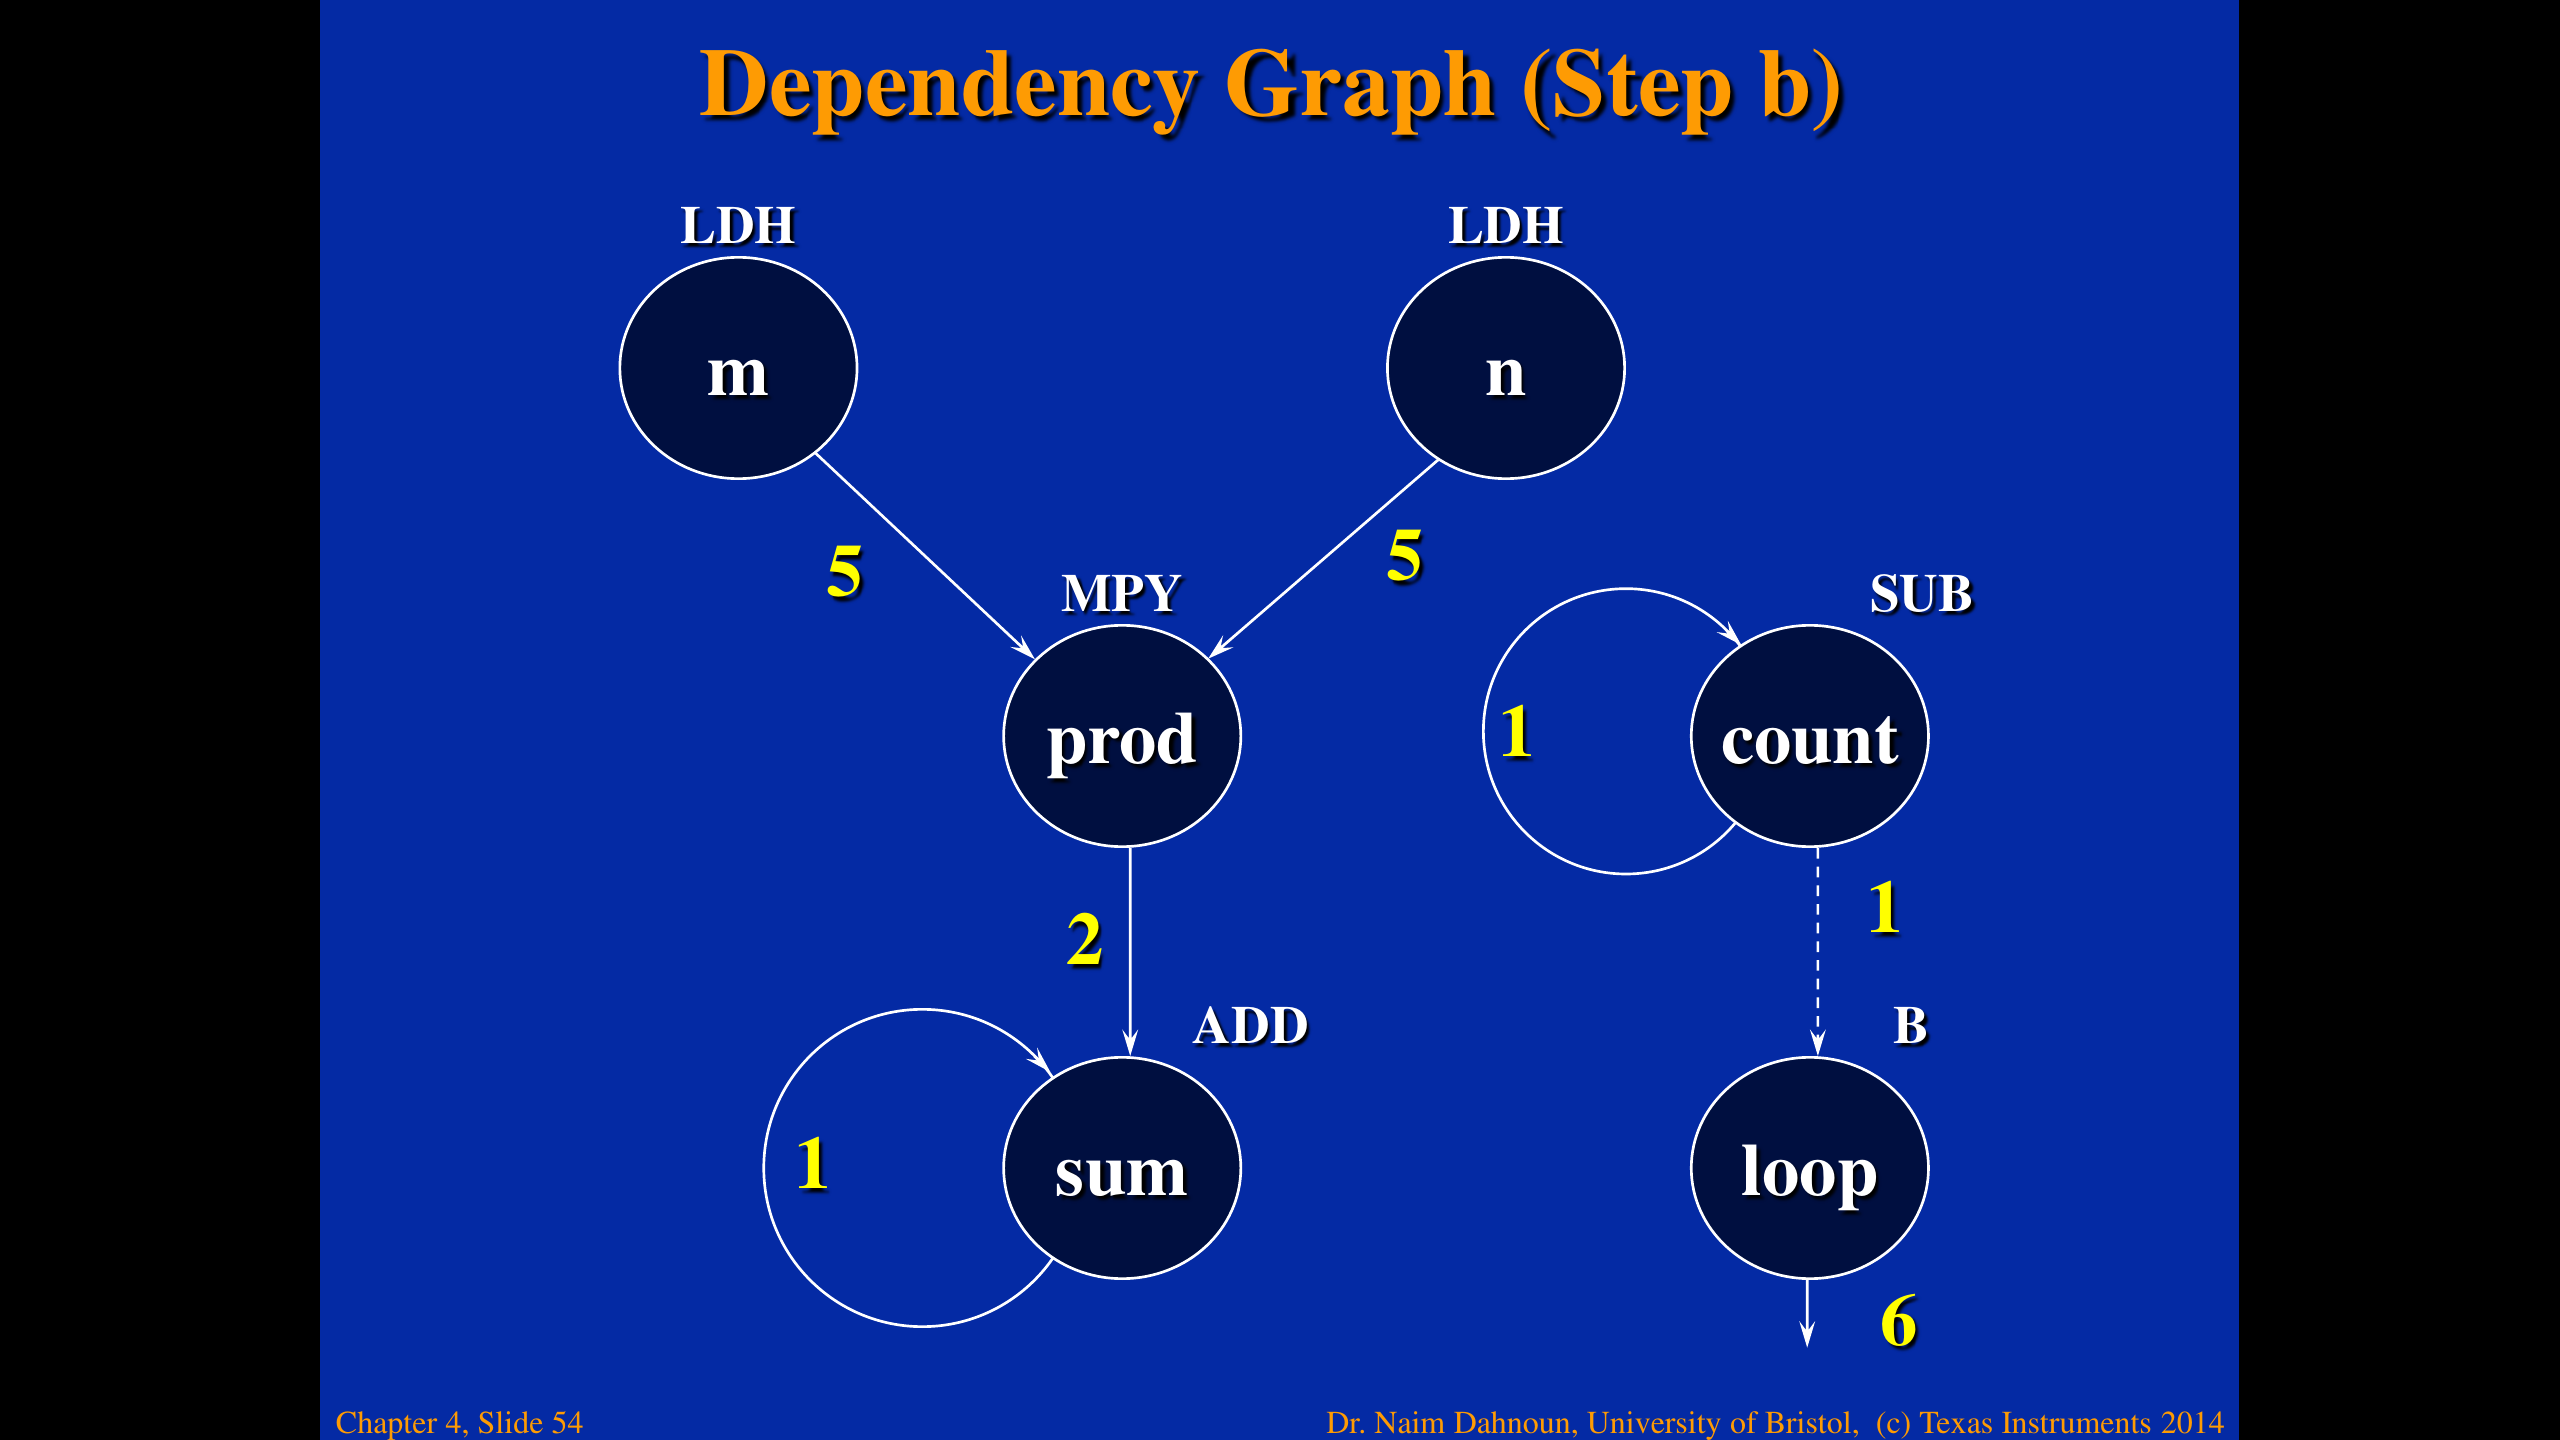 Dependency Graph (Step b)
LDH
LDH
m
n
5
5
MPY
SUB
prod
1
count
2
1
ADD
B
1
sum
loop
6
Chapter 4, Slide 54
Dr. Naim Dahnoun, University of Bristol, (c) Texas Instruments 2014